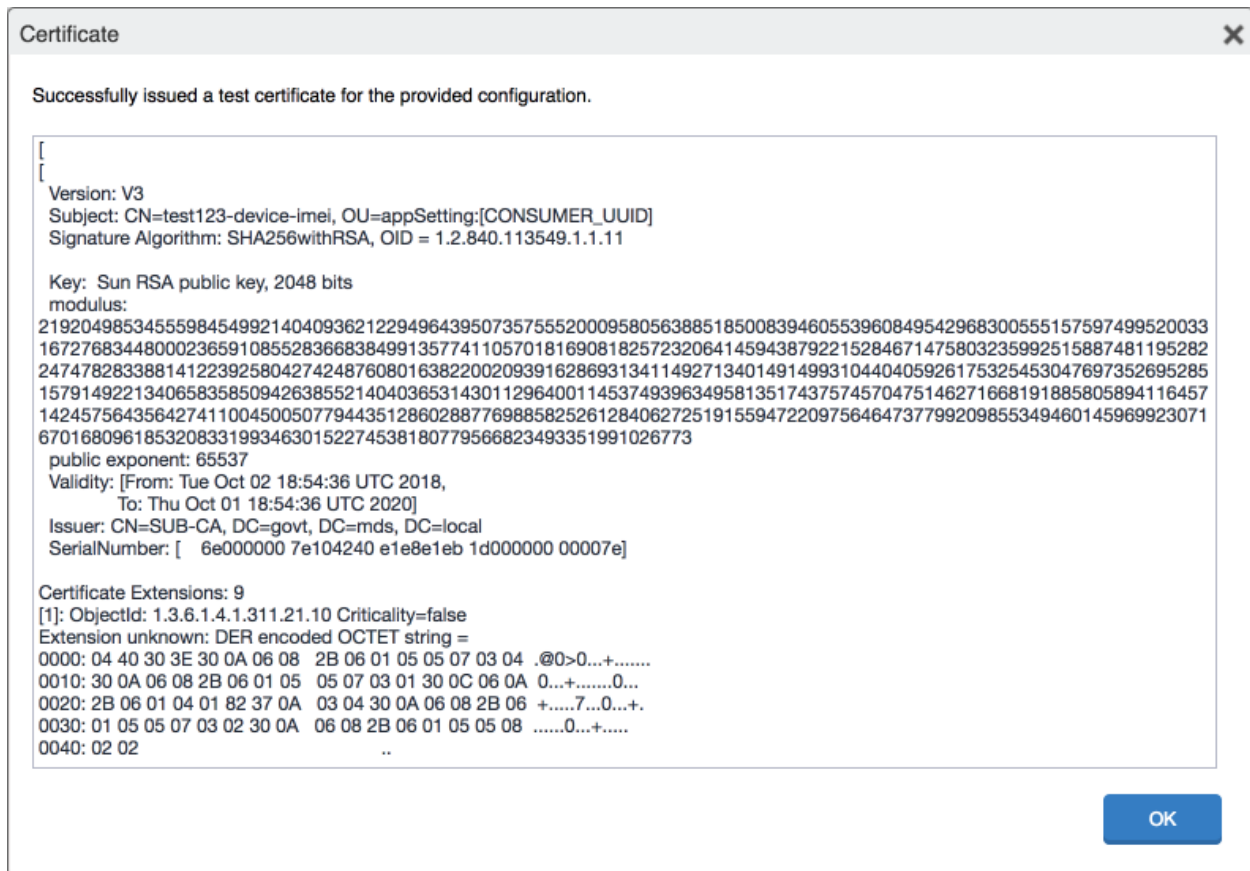 Certificate
Successfully issued a test certificate for the provided configuration.
[
[
Version: V3
Subject: CN=test123-device-imei, OU=appSetting:[CONSUMER_UUID]
Signature Algorithm: SHA256withRSA, OID = 1.2.840.113549.1.1.11
Key: Sun RSA public key, 2048 bits
modulus:
219204985345559845499214040936212294964395073575552000958056388518500839460553960849542968300555157597499520033
167276834480002365910855283668384991357741105701816908182572320641459438792215284671475803235992515887481195282
224747828338814122392580427424876080163822002093916286931341149271340149149931044040592617532545304769735269528​5
157914922134065835850942638552140403653143011296400114537493963495813517437574570475146271668191885805894116457
142457564356427411004500507794435128602887769885825261284062725191559472209756464737799209855349460145969923071
670168096185320833199346301522745381807795668234933519910​26773
public exponent: 65537
Validity: [From: Tue Oct 02 18:54:36 UTC 2018,
To: Thu Oct 01 18:54:36 UTC 2020]
Issuer: CN=SUB-CA, DC=govt, DC=mds, DC=local
SerialNumber: [ 6e000000 7e104240 e1e8e1eb 1d000000 00007e]
Certificate Extensions: 9
[1]: ObjectId: 1.3.6.1.4.1.311.21.10 Criticality=false
Extension unknown: DER encoded OCTET string =
0000: 04 40 30 3E 30 0A 06 08 2B 06 01 05 05 07 03 04 .@0>0...+.......
0010: 30 0A 06 08 2B 06 01 05 05 07 03 01 30 0C 06 0A 0...+.......0...
0020: 2B 06 01 04 01 82 37 0A 03 04 30 0A 06 08 2B 06 +.....7...0...+.
0030: 01 05 05 07 03 02 30 0A 06 08 2B 06 01 05 05 08 ......0...+.....
0040: 02 02 ..
OK